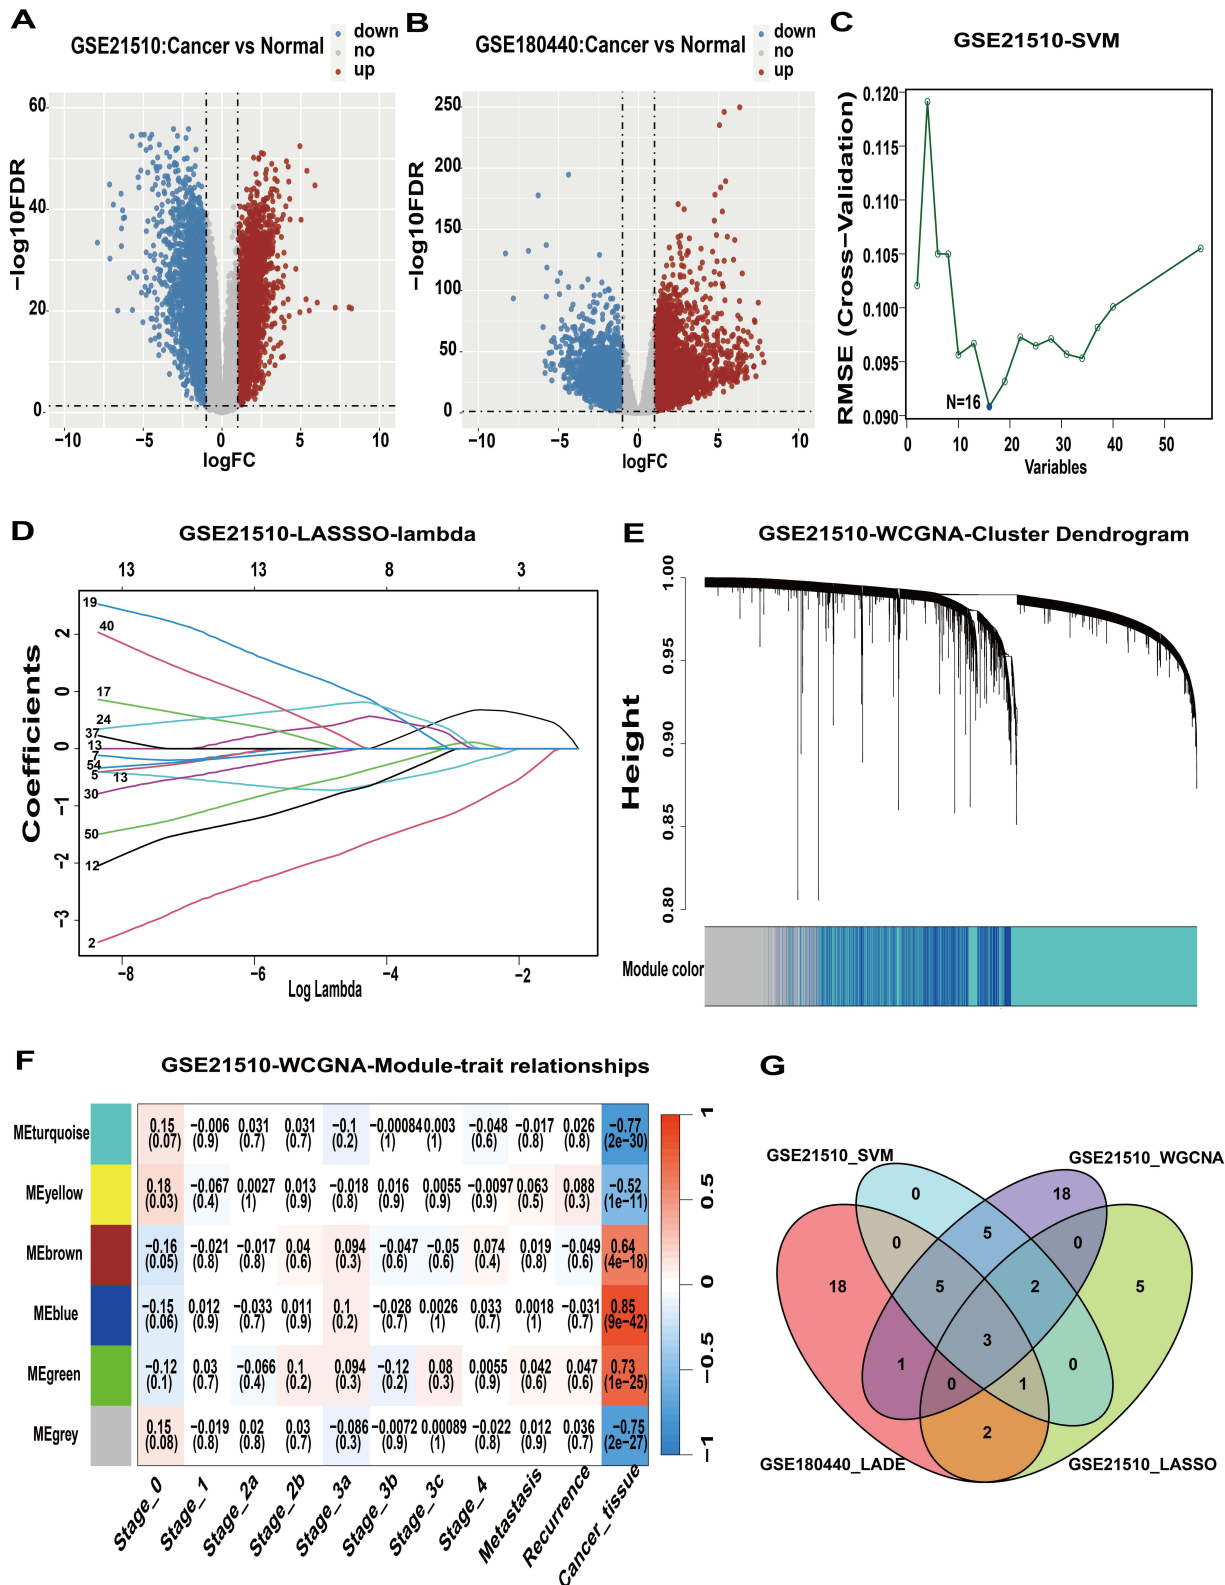 A
GSE21510:Cancer vs Normal
down
no
up
60
40
20
0
−log10FDR
−10
−5
0
5
10
logFC
B
GSE180440:Cancer vs Normal
down
no
up
250
200
150
100
50
0
−log10FDR
−10
−5
0
5
10
logFC
C
GSE21510-SVM
0.120
0.115
0.110
0.105
0.100
0.095
0.090
RMSE (Cross−Validation)
N=16
0
10
20
30
40
50
Variables
D
GSE21510-LASSSO-lambda
13
13
8
3
2
0
0
−1
−2
−3
Coefficients
19
40
17
24
37
13
7
54
5
13
30
50
12
2
−8
−6
−4
−2
Log Lambda
E
GSE21510-WCGNA-Cluster Dendrogram
1.00
0.95
0.90
0.85
0.80
Height
Module color
F
GSE21510-WCGNA-Module-trait relationships
MEturquoise
0.15 −0.006 0.031 0.031 −0.1 −0.00084 0.003 −0.048 −0.017 0.026 −0.77
(0.07) (0.9) (0.7) (0.7) (0.2) (1) (1) (0.6) (0.8) (0.8) (2e−30)
MEyellow
0.18 −0.067 0.0027 0.013 −0.018 0.016 0.0055 −0.0097 0.063 0.088 −0.52
(0.03) (0.4) (1) (0.9) (0.8) (0.9) (0.9) (0.9) (0.5) (0.3) (1e−11)
MEbrown
−0.16 −0.021 −0.017 0.04 0.094 −0.047 −0.05 0.074 0.019 −0.049 0.64
(0.05) (0.8) (0.8) (0.6) (0.3) (0.6) (0.6) (0.4) (0.8) (0.6) (4e−18)
MEblue
−0.15 0.012 −0.033 0.011 0.1 −0.028 0.0026 0.033 0.0018 −0.031 0.85
(0.06) (0.9) (0.7) (0.9) (0.2) (0.7) (1) (0.7) (1) (0.7) (9e−42)
MEgreen
−0.12 0.03 −0.066 0.1 0.094 −0.12 0.08 0.0055 0.042 0.047 0.73
(0.1) (0.7) (0.4) (0.2) (0.3) (0.2) (0.3) (0.9) (0.6) (0.6) (1e−25)
MEgrey
0.15 −0.019 0.02 0.03 −0.086 −0.0072 0.00089 −0.022 0.012 0.036 −0.75
(0.08) (0.8) (0.8) (0.7) (0.3) (0.9) (1) (0.8) (0.9) (0.7) (2e−27)
Stage_0
Stage_1
Stage_2a
Stage_2b
Stage_3a
Stage_3b
Stage_3c
Stage_4
Metastasis
Recurrence
Cancer_tissue
1
0.5
0
−0.5
−1
G
GSE21510_SVM
GSE21510_WGCNA
0
18
0
5
0
18
5
2
5
3
1
0
0
1
2
GSE180440_LADE
GSE21510_LASSO